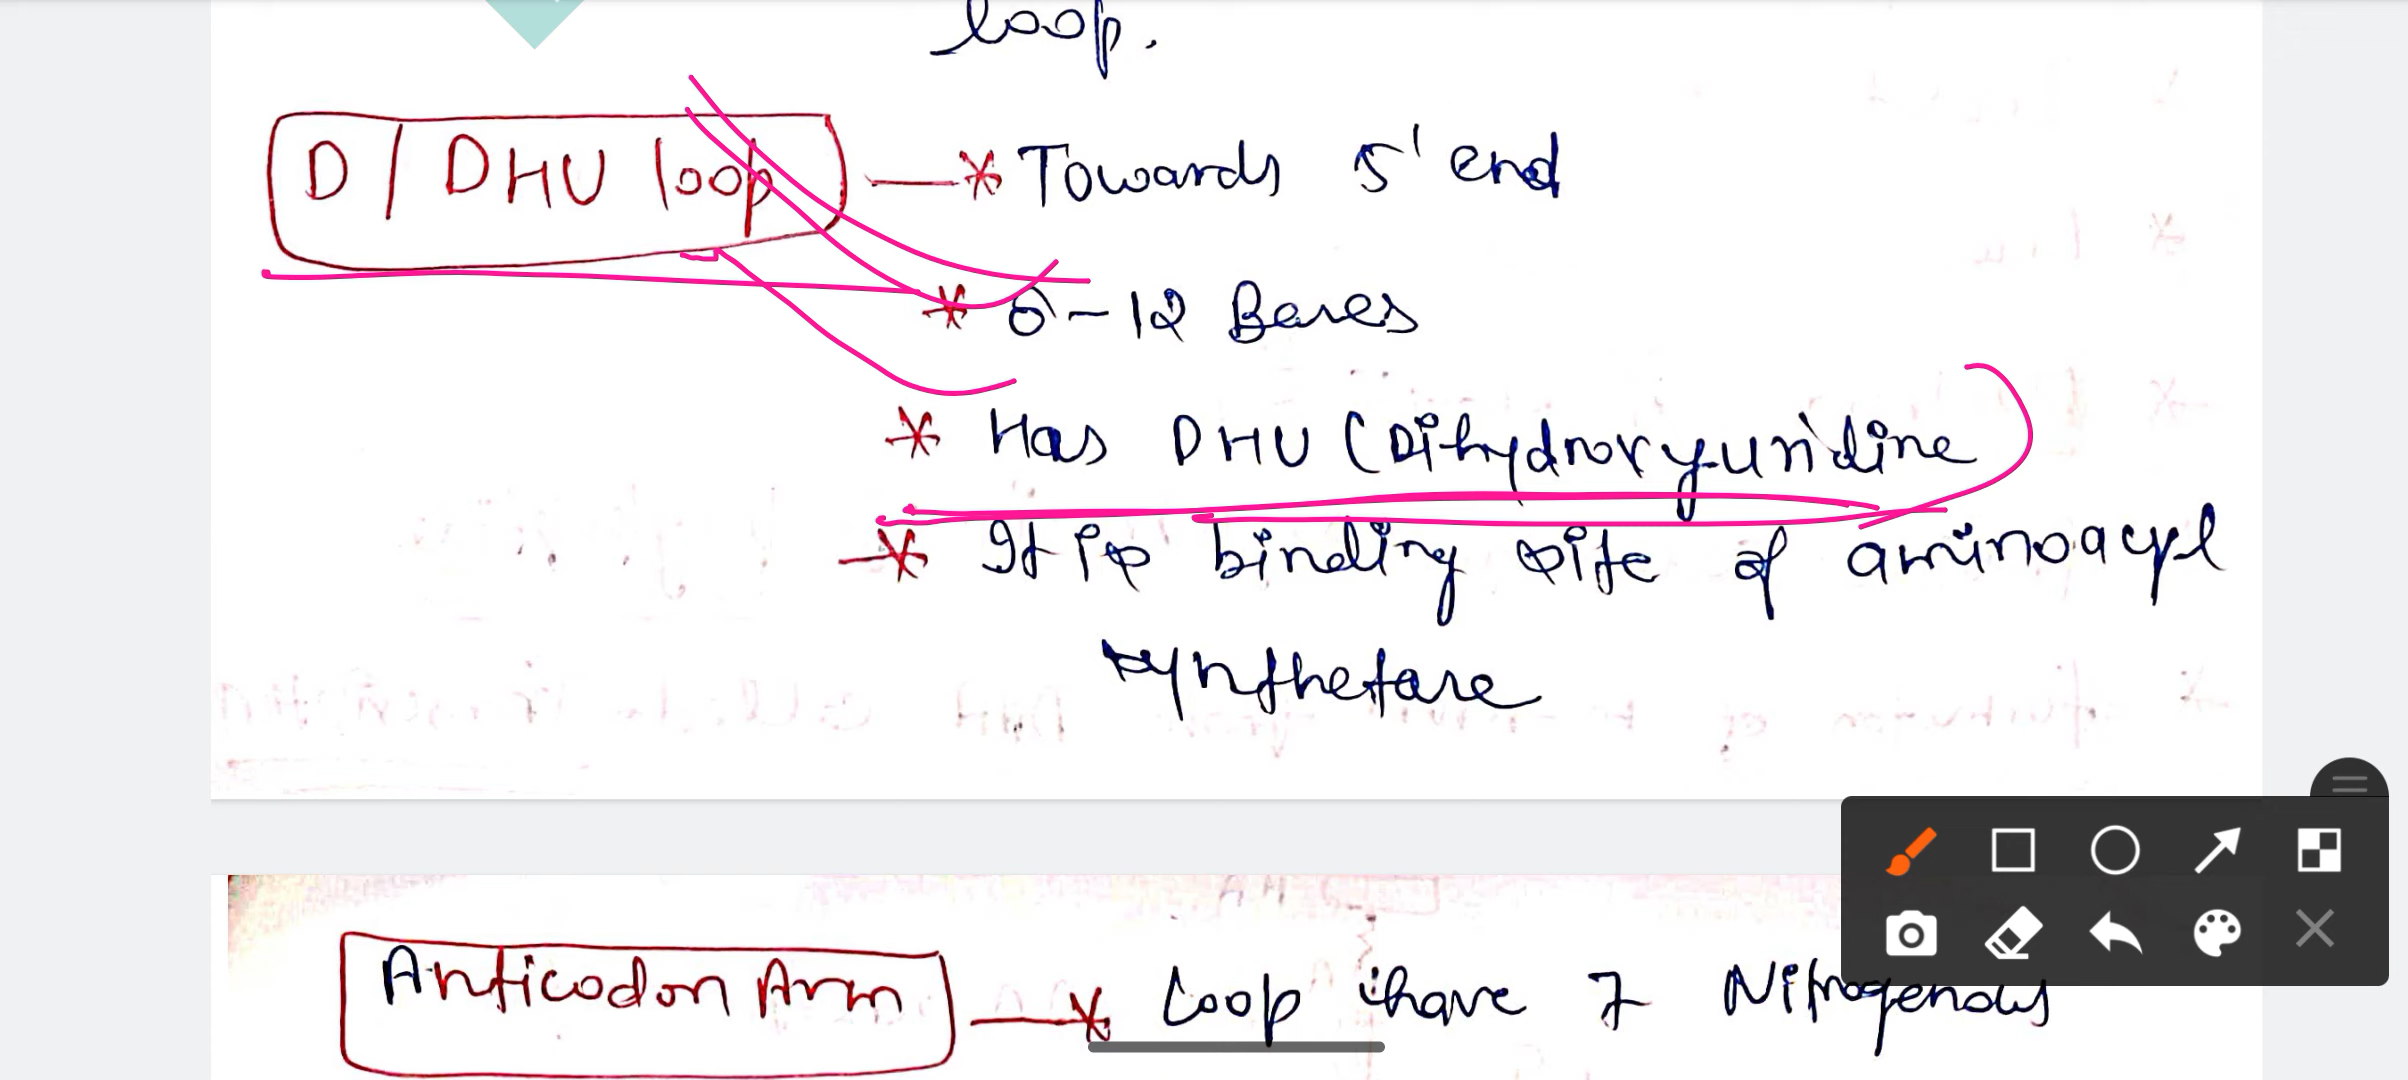 loop.
D / DHU loop — * Towards 5' end
* 8-12 Bases
* Has DHU (Dihydroxyuridine
* It is binding site of aminoacyl
synthetase
Anticodon Arm — * Loop have 7 Nitrogenous